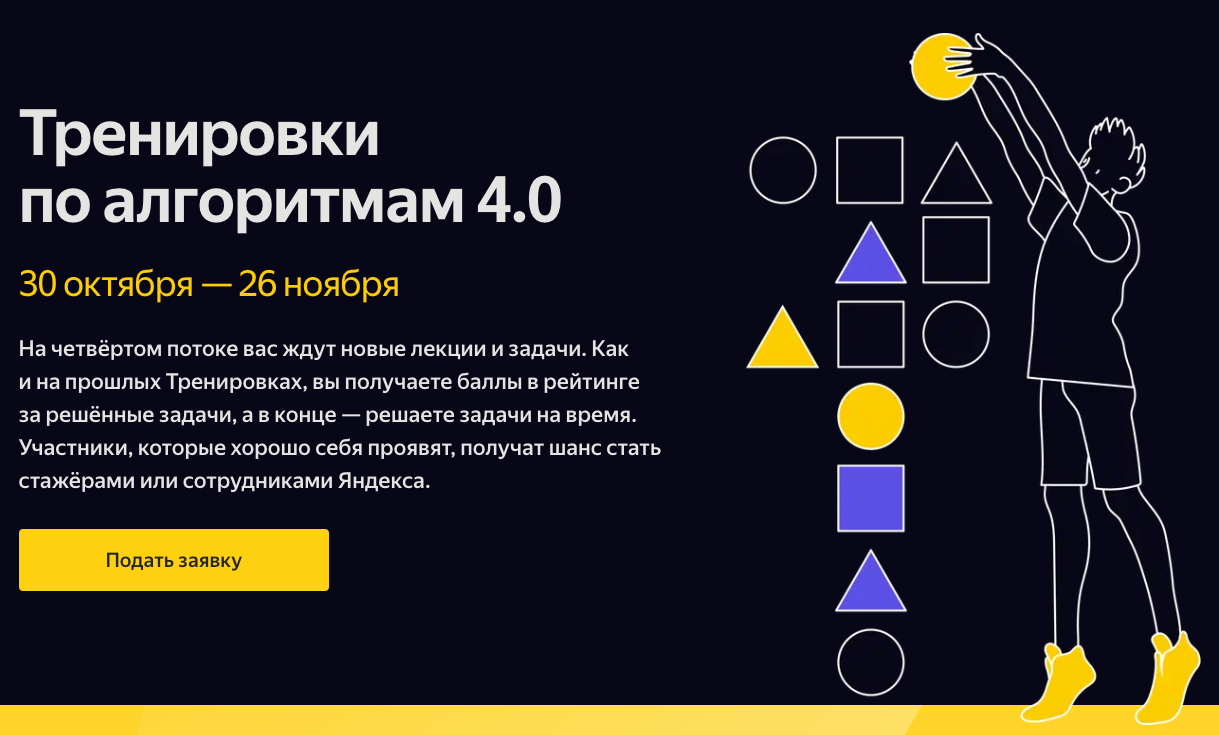 Тренировки
по алгоритмам 4.0
30 октября — 26 ноября
На четвёртом потоке вас ждут новые лекции и задачи. Как
и на прошлых Тренировках, вы получаете баллы в рейтинге
за решённые задачи, а в конце — решаете задачи на время.
Участники, которые хорошо себя проявят, получат шанс стать
стажёрами или сотрудниками Яндекса.
Подать заявку